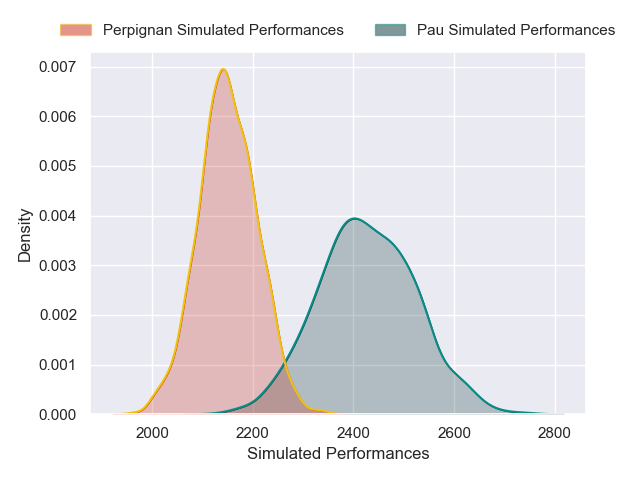 Perpignan Simulated Performances Pau Simulated Performances
0.007
0.006
0.005
0.004
0.003
0.002
0.001
0.000
Density
2000 2200 2400 2600 2800
Simulated Performances